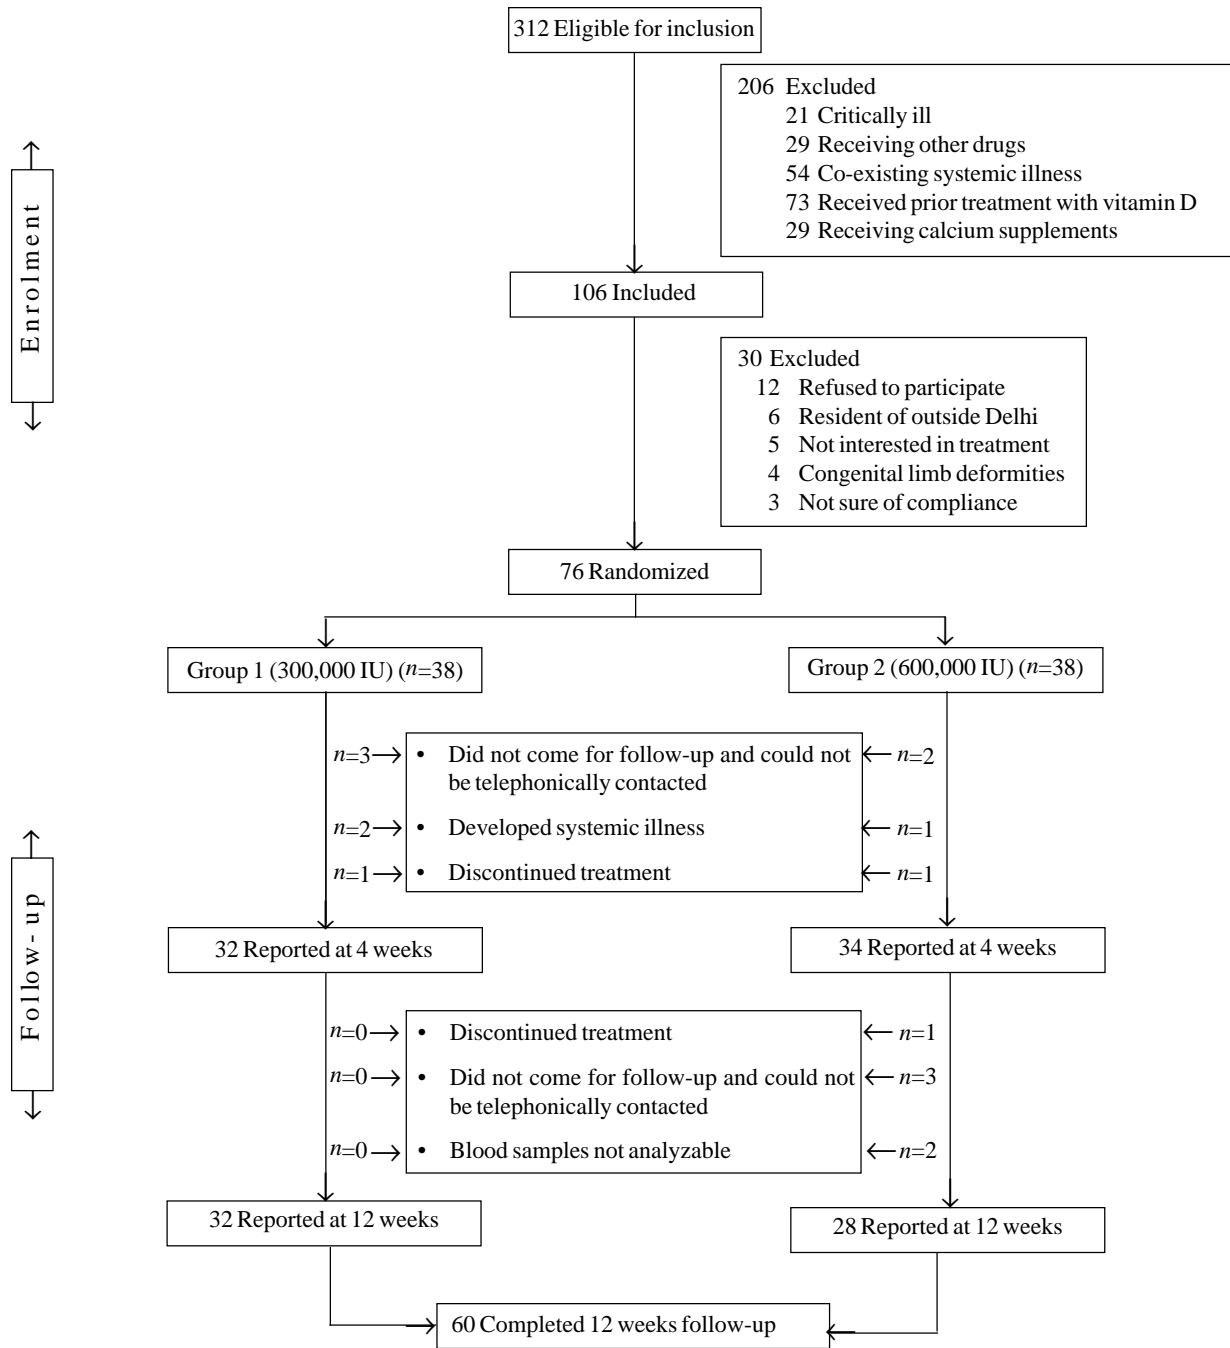 312 Eligible for inclusion
206 Excluded
21 Critically ill
29 Receiving other drugs
54 Co-existing systemic illness
73 Received prior treatment with vitamin D
29 Receiving calcium supplements
Enrolment
106 Included
30 Excluded
12 Refused to participate
6 Resident of outside Delhi
5 Not interested in treatment
4 Congenital limb deformities
3 Not sure of compliance
76 Randomized
Group 1 (300,000 IU) (n=38)
Group 2 (600,000 IU) (n=38)
n=3 • Did not come for follow-up and could not n=2
be telephonically contacted
n=2 • Developed systemic illness n=1
n=1 • Discontinued treatment n=1
Follow-up
32 Reported at 4 weeks
34 Reported at 4 weeks
n=0 • Discontinued treatment n=1
n=0 • Did not come for follow-up and could not n=3
be telephonically contacted
n=0 • Blood samples not analyzable n=2
32 Reported at 12 weeks
28 Reported at 12 weeks
60 Completed 12 weeks follow-up